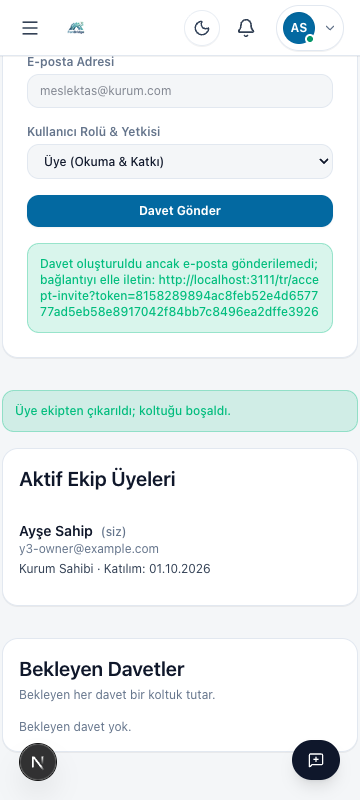 AS
E-posta Adresi
meslektas@kurum.com
Kullanıcı Rolü & Yetkisi
Üye (Okuma & Katkı)
Davet Gönder
Davet oluşturuldu ancak e-posta gönderilemedi;
bağlantıyı elle iletin: http://localhost:3111/tr/acce
pt-invite?token=8158289894ac8feb52e4d6577
77ad5eb58e8917042f84bb7c8496ea2dffe3926
Üye ekipten çıkarıldı; koltuğu boşaldı.
Aktif Ekip Üyeleri
Ayşe Sahip (siz)
y3-owner@example.com
Kurum Sahibi · Katılım: 01.10.2026
Bekleyen Davetler
Bekleyen her davet bir koltuk tutar.
Bekleyen davet yok.
N